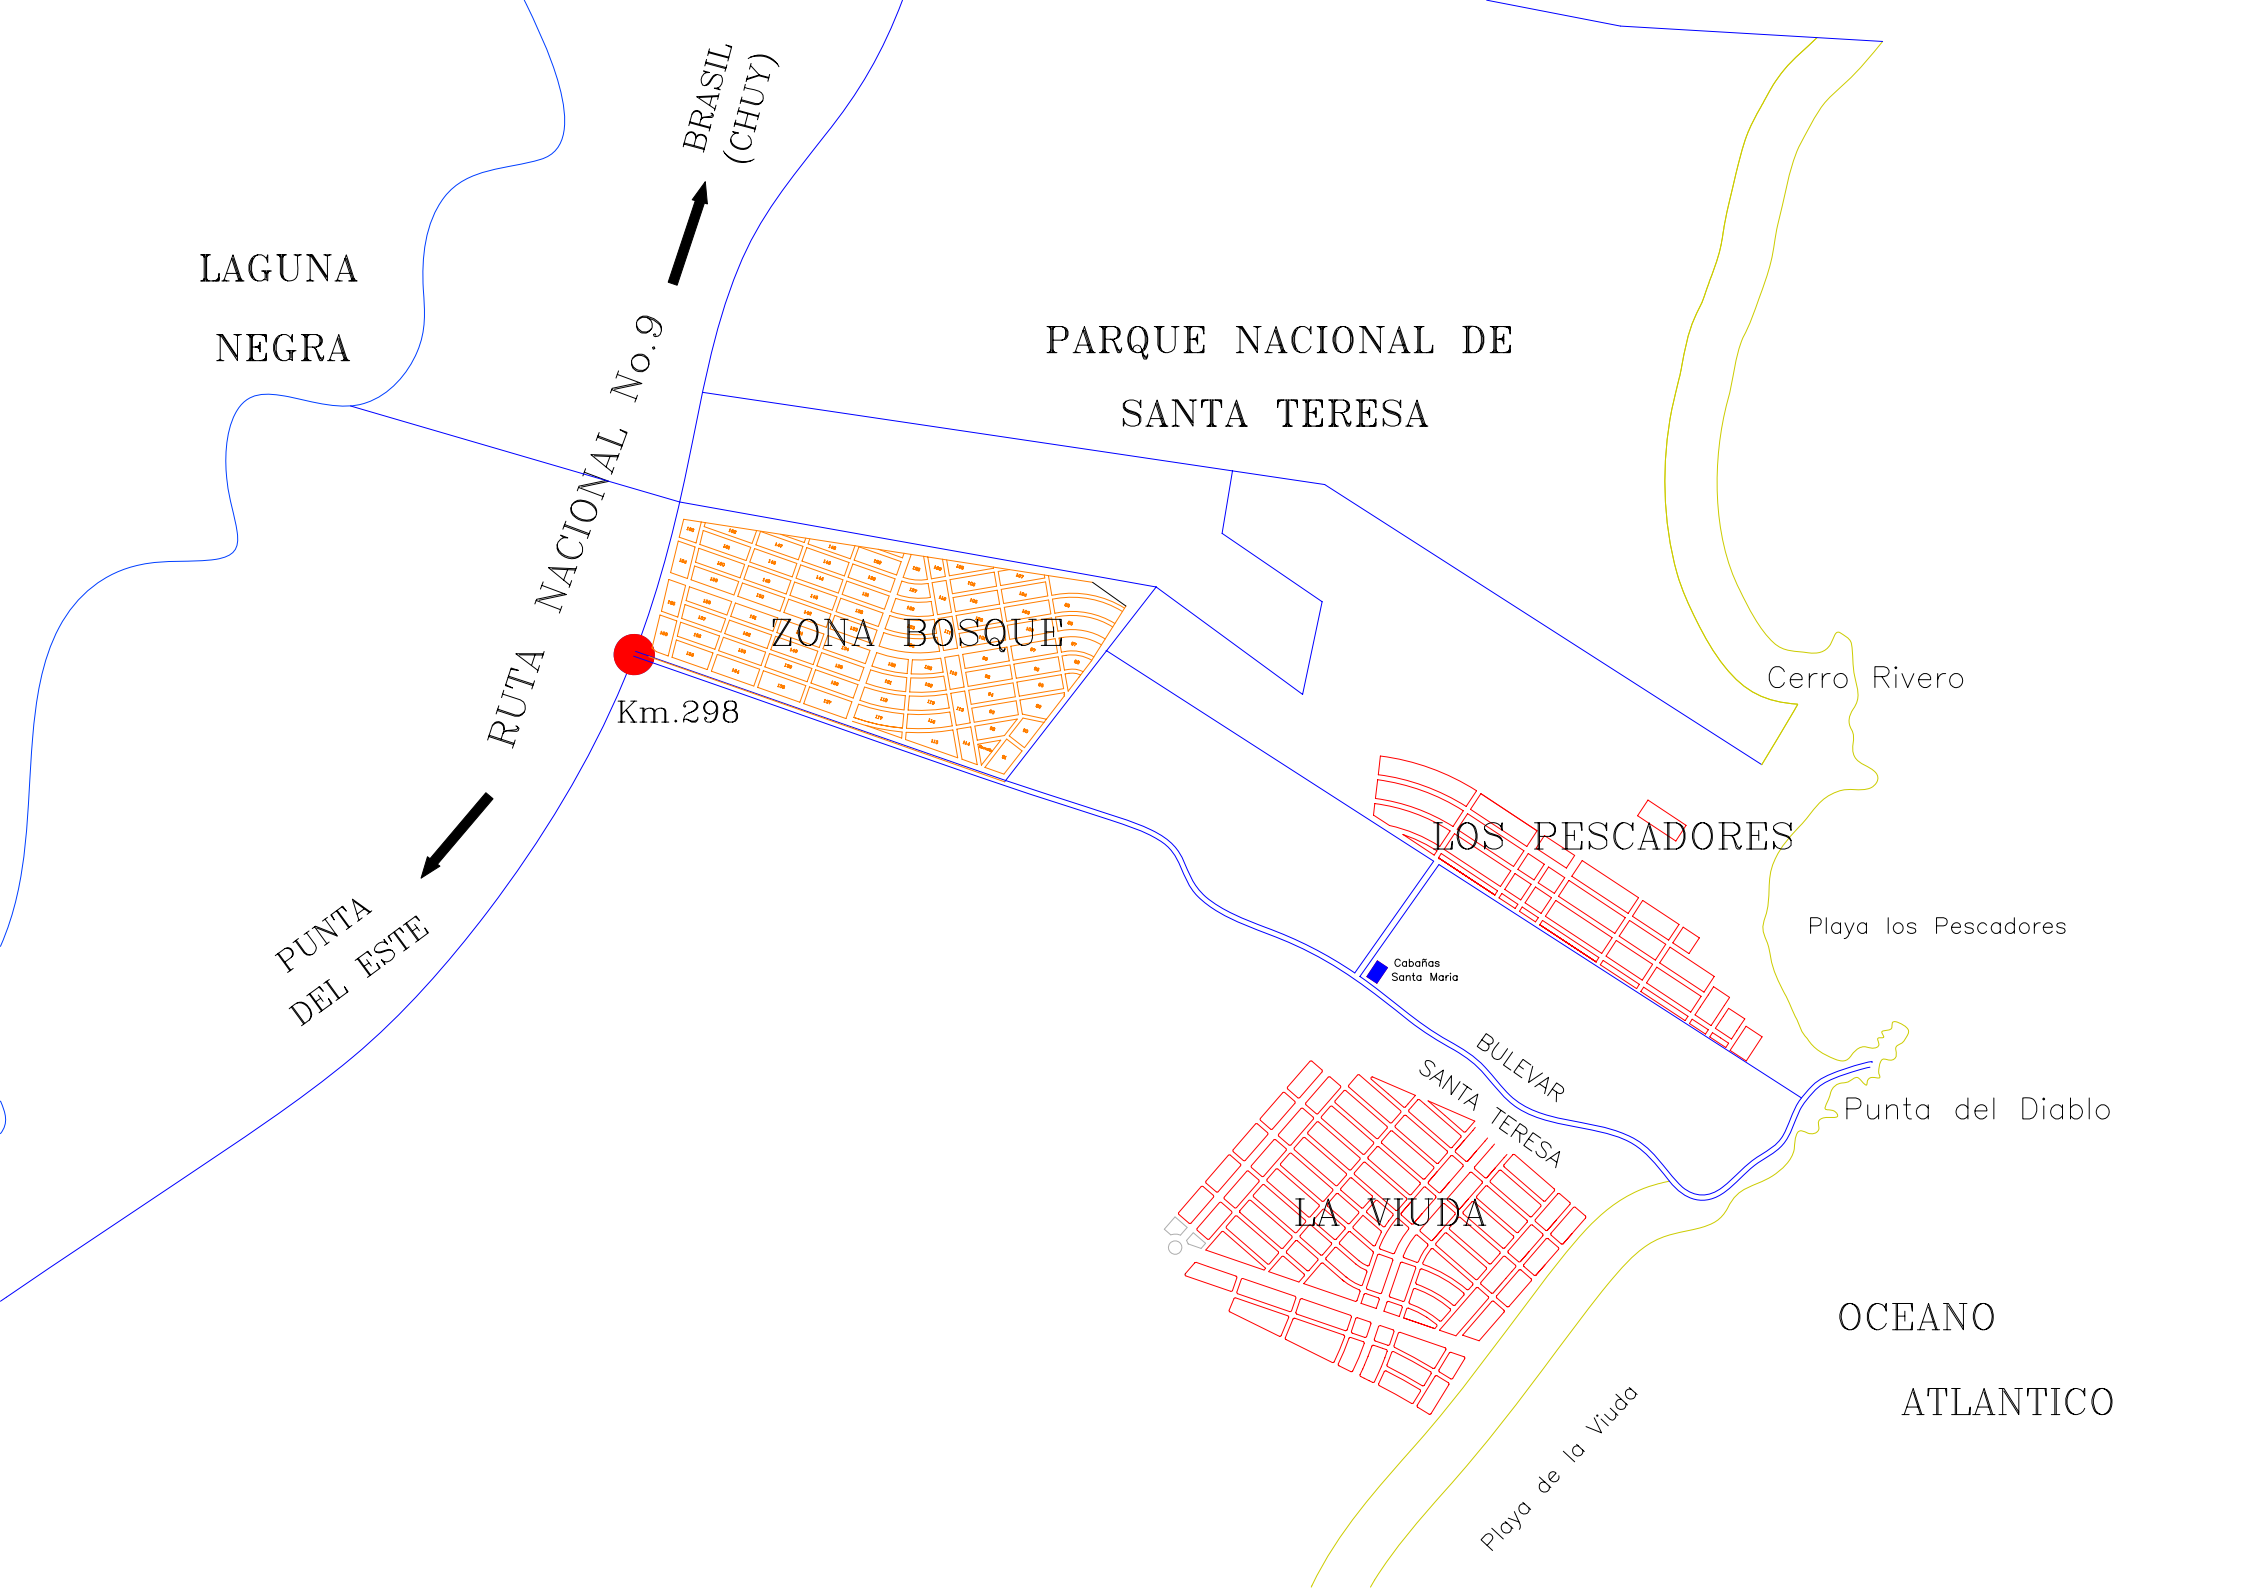 BRASIL
(CHUY)
LAGUNA
NEGRA
RUTA NACIONAL No.9
PARQUE NACIONAL DE
SANTA TERESA
ZONA BOSQUE
Km.298
Cerro Rivero
LOS PESCADORES
PUNTA
DEL ESTE
Playa los Pescadores
Cabañas
Santa Maria
BULEVAR
SANTA TERESA
Punta del Diablo
LA VIUDA
OCEANO
ATLANTICO
Playa de la Viuda